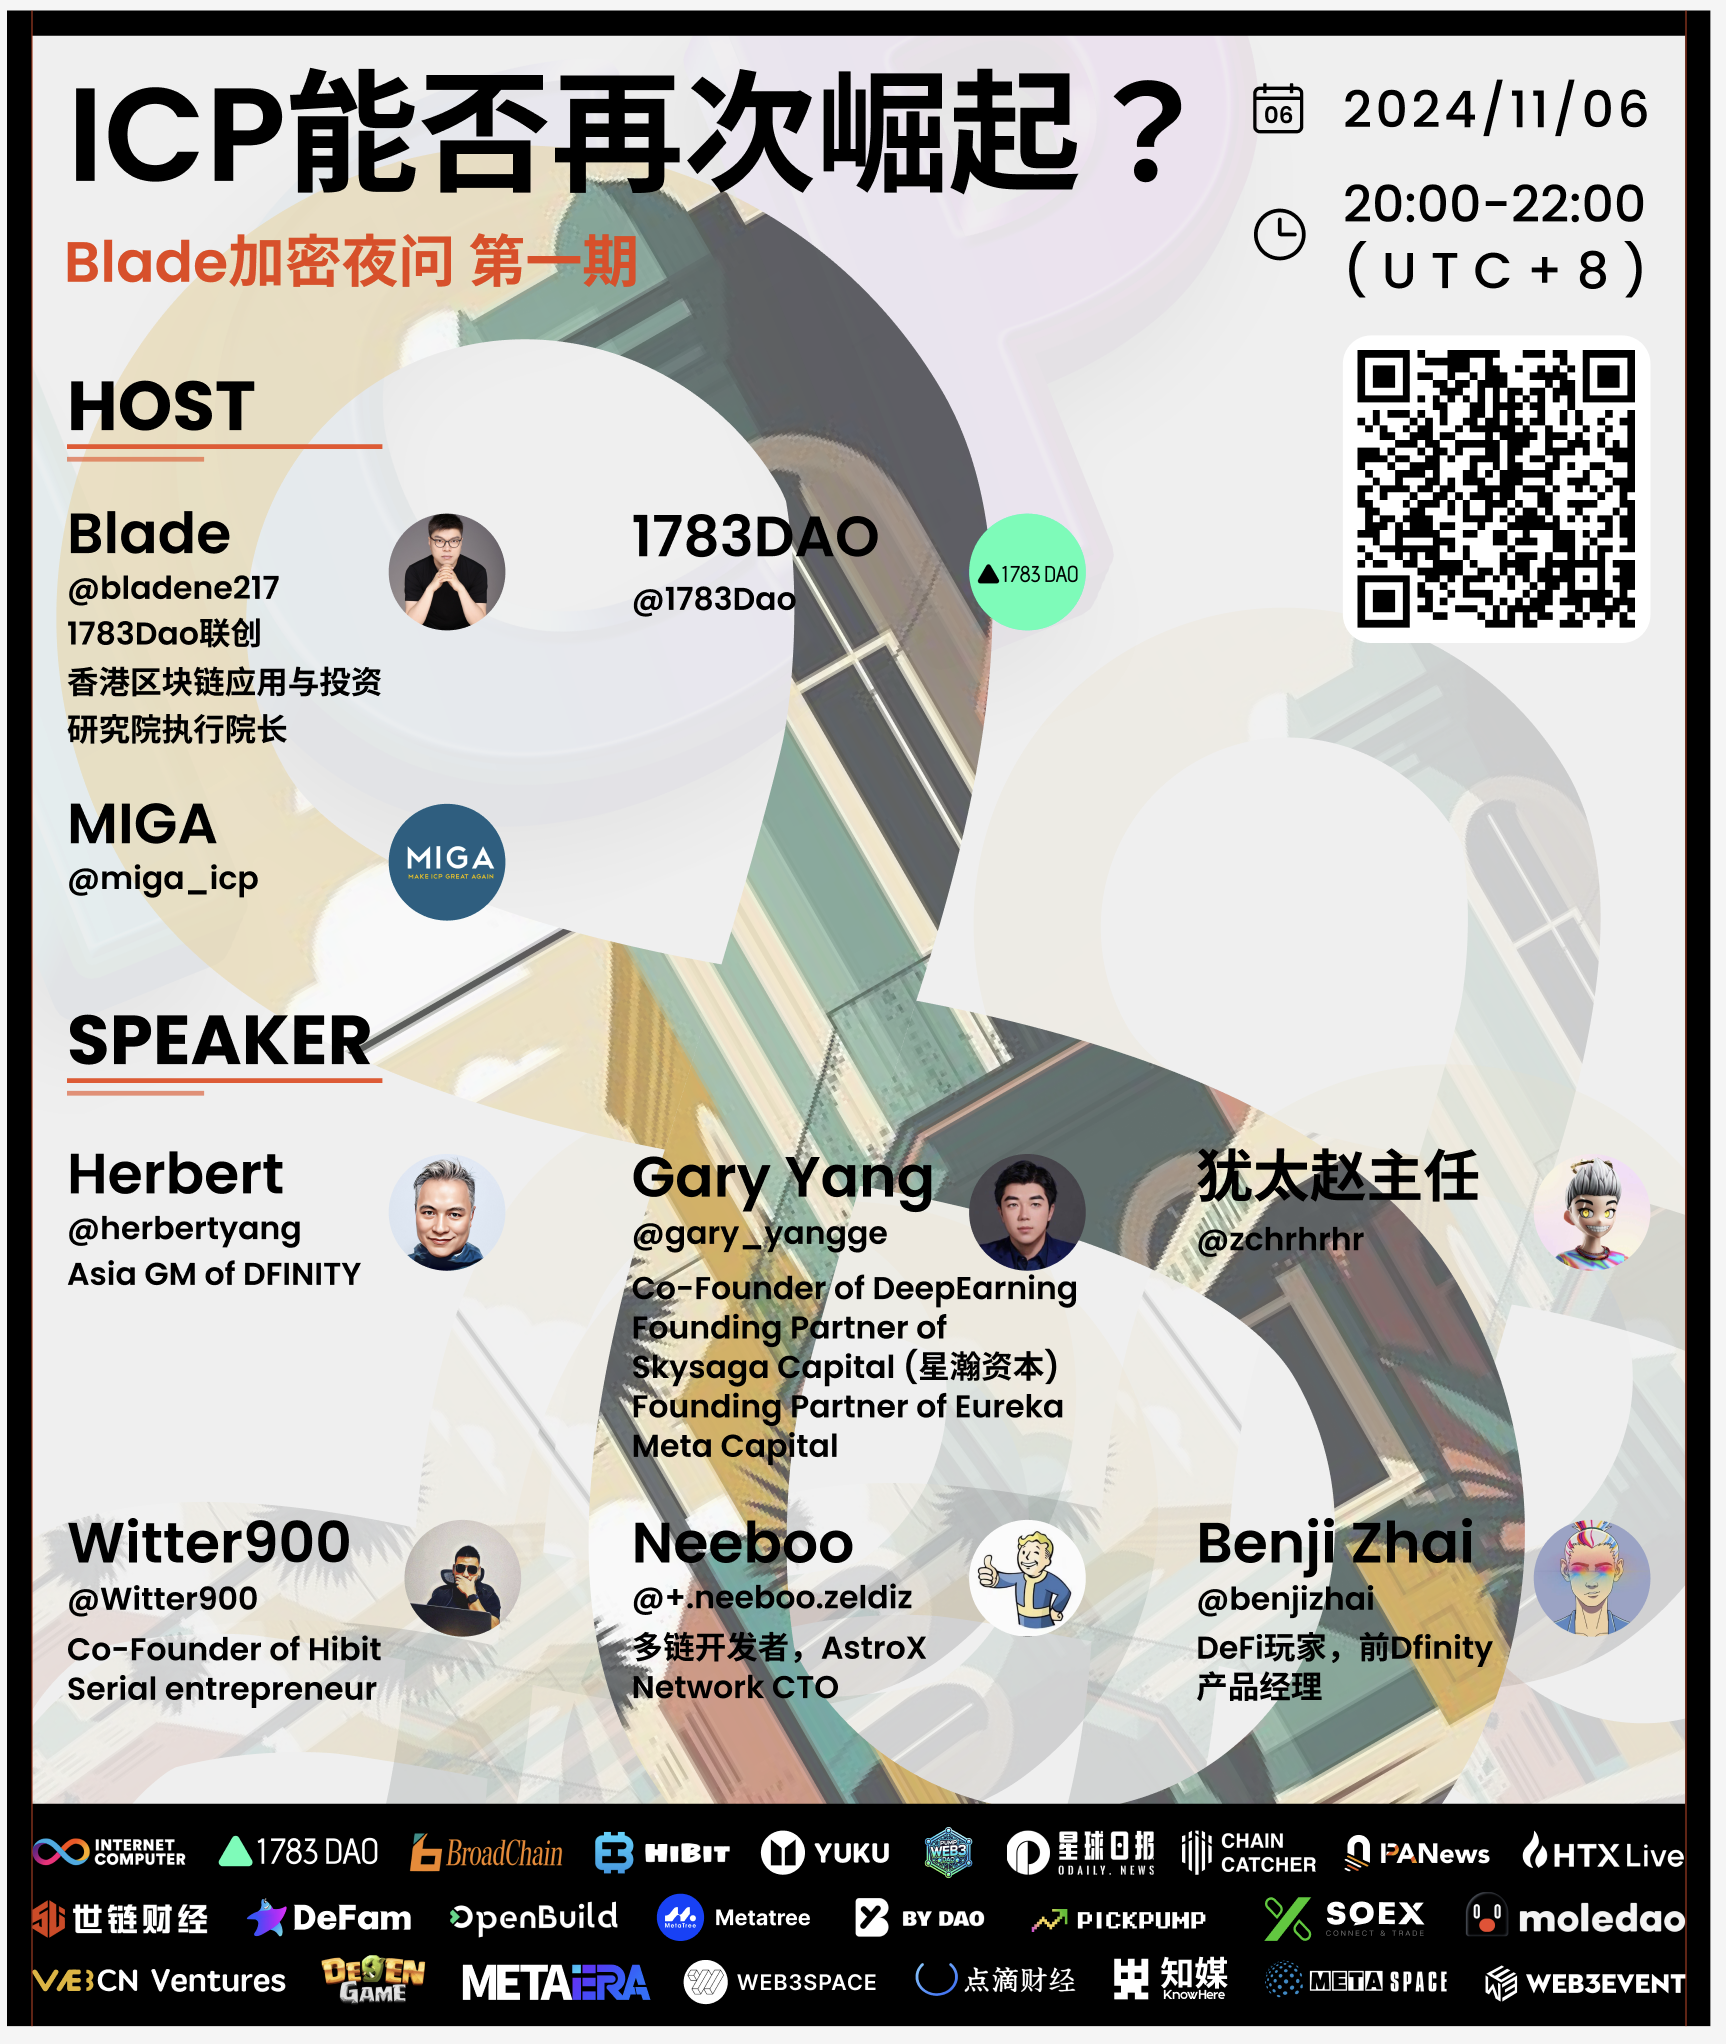 ICP能否再次崛起？
06
2024/11/06
20:00-22:00
(UTC+8)
Blade加密夜问 第一期
HOST
Blade
@bladene217
1783Dao联创
香港区块链应用与投资
研究院执行院长
1783DAO
@1783Dao
1783 DAO
MIGA
@miga_icp
MIGA
MAKE ICP GREAT AGAIN
SPEAKER
Herbert
@herbertyang
Asia GM of DFINITY
Gary Yang
@gary_yangge
Co-Founder of DeepEarning
Founding Partner of
Skysaga Capital (星瀚资本)
Founding Partner of Eureka
Meta Capital
犹太赵主任
@zchrhrhr
Witter900
@Witter900
Co-Founder of Hibit
Serial entrepreneur
Neeboo
@+.neeboo.zeldiz
多链开发者，AstroX
Network CTO
Benji Zhai
@benjizhai
DeFi玩家，前Dfinity
产品经理
INTERNET COMPUTER
1783 DAO
BroadChain
HiBIT
YUKU
PUMP WEB3 DAO
星球日报
ODAILY. NEWS
CHAIN CATCHER
PANews
HTX Live
世链财经
DeFam
OpenBuild
MetaTree
Metatree
BY DAO
PICKPUMP
SOEX
CONNECT & TRADE
moledao
WEB3CN Ventures
DEGEN GAME
METAERA
WEB3SPACE
点滴财经
知媒
KnowHere
META SPACE
WEB3EVENT